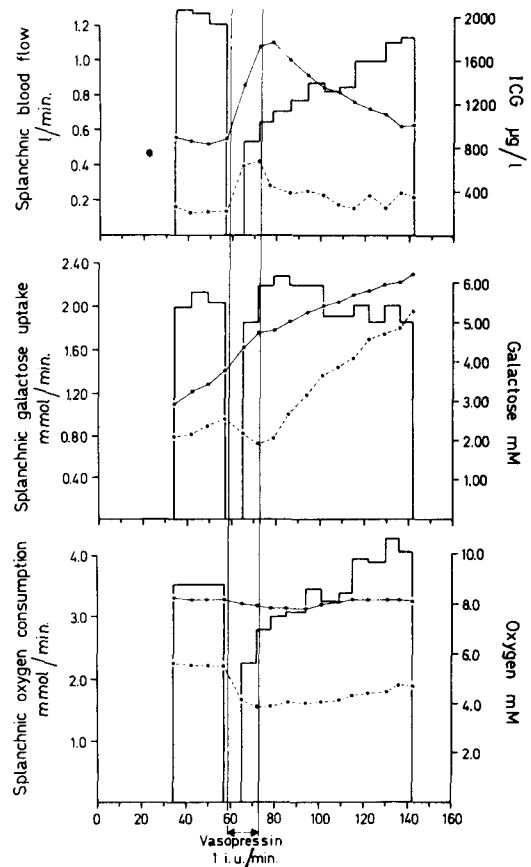 Splanchnic blood flow
l/min.
1.2
1.0
0.8
0.6
0.4
0.2
2000
1600
1200
800
400
ICG
µg/l
Splanchnic galactose uptake
mmol/min.
2.40
2.00
1.60
1.20
0.80
0.40
6.00
5.00
4.00
3.00
2.00
1.00
Galactose
mM
Splanchnic oxygen consumption
mmol/min.
4.0
3.0
2.0
1.0
10.0
8.0
6.0
4.0
2.0
Oxygen
mM
0 20 40 60 80 100 120 140 160
Vasopressin
1 i.u./min.